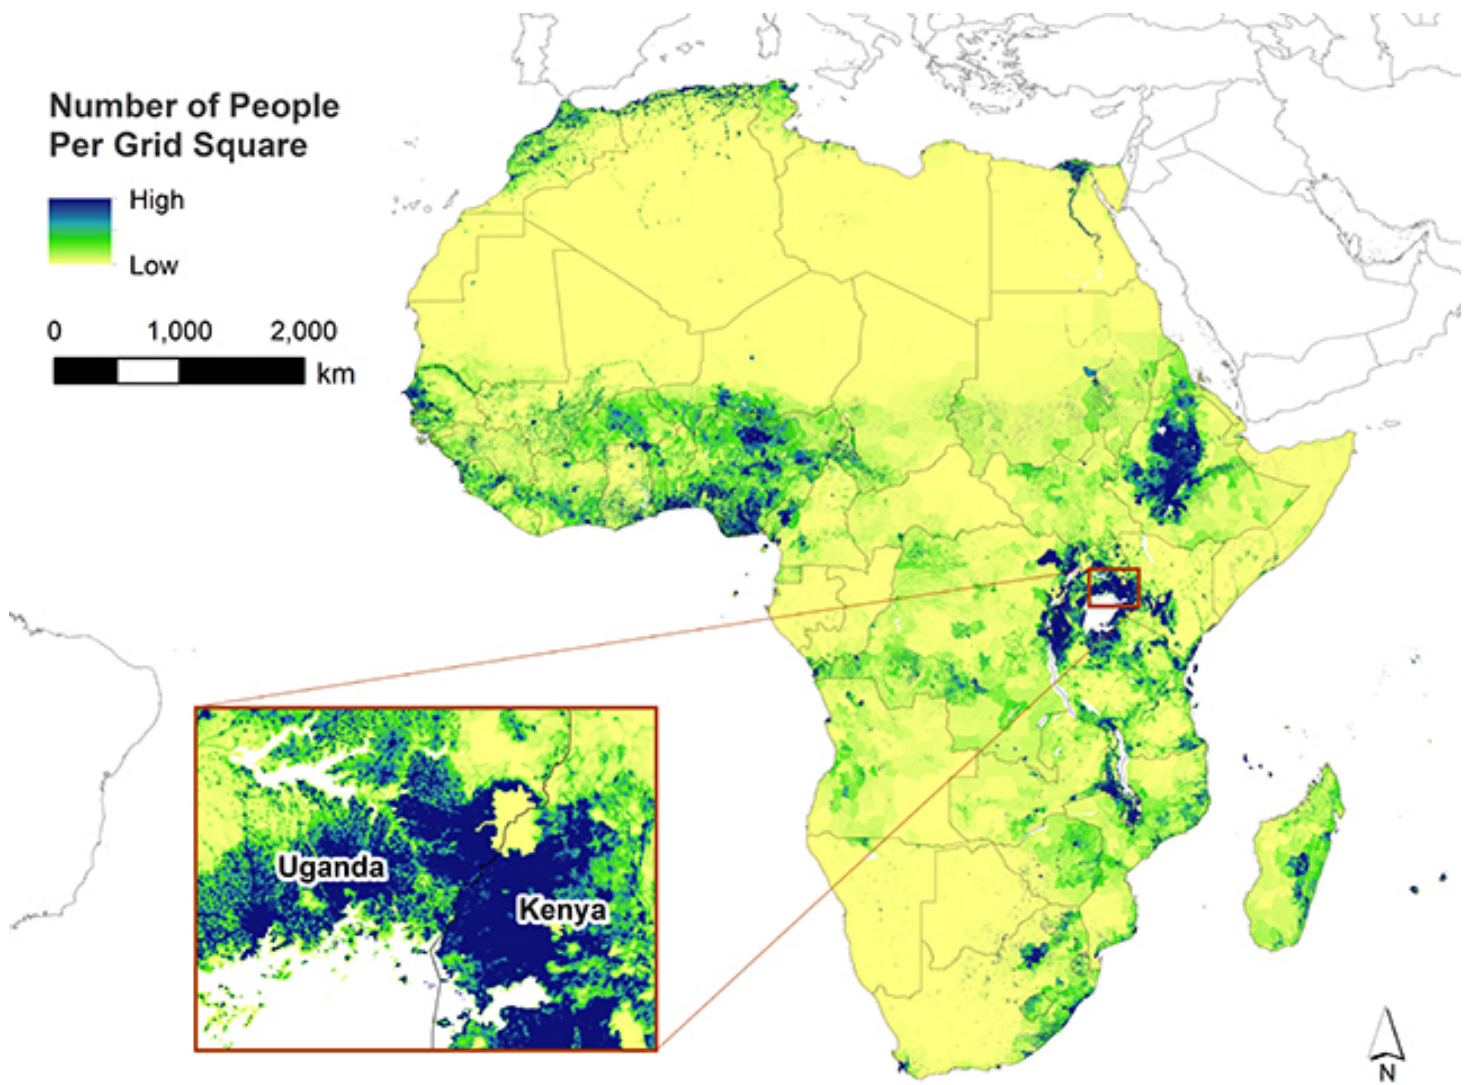 Number of People
Per Grid Square
High
Low
0 1,000 2,000
km
Uganda
Kenya
N